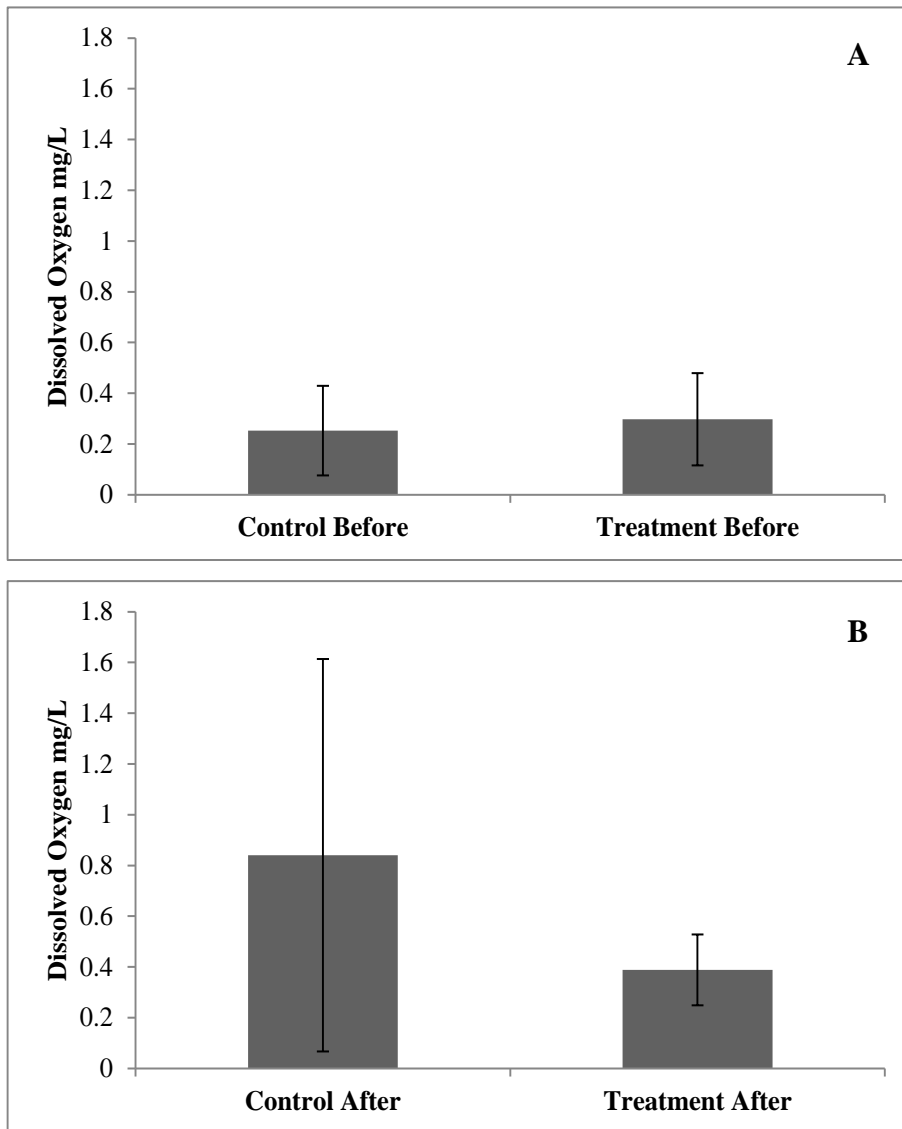 A
Dissolved Oxygen mg/L
1.8
1.6
1.4
1.2
1
0.8
0.6
0.4
0.2
0
Control Before
Treatment Before
B
Dissolved Oxygen mg/L
1.8
1.6
1.4
1.2
1
0.8
0.6
0.4
0.2
0
Control After
Treatment After